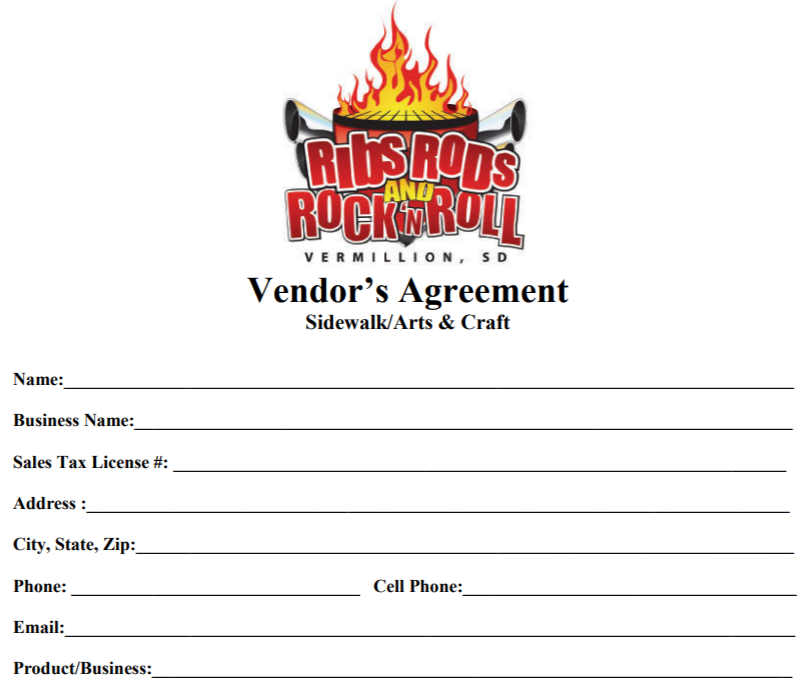 RIBS RODS
AND
ROCK 'N ROLL
VERMILLION, SD
Vendor’s Agreement
Sidewalk/Arts & Craft
Name:
Business Name:
Sales Tax License #:
Address :
City, State, Zip:
Phone: Cell Phone:
Email:
Product/Business: